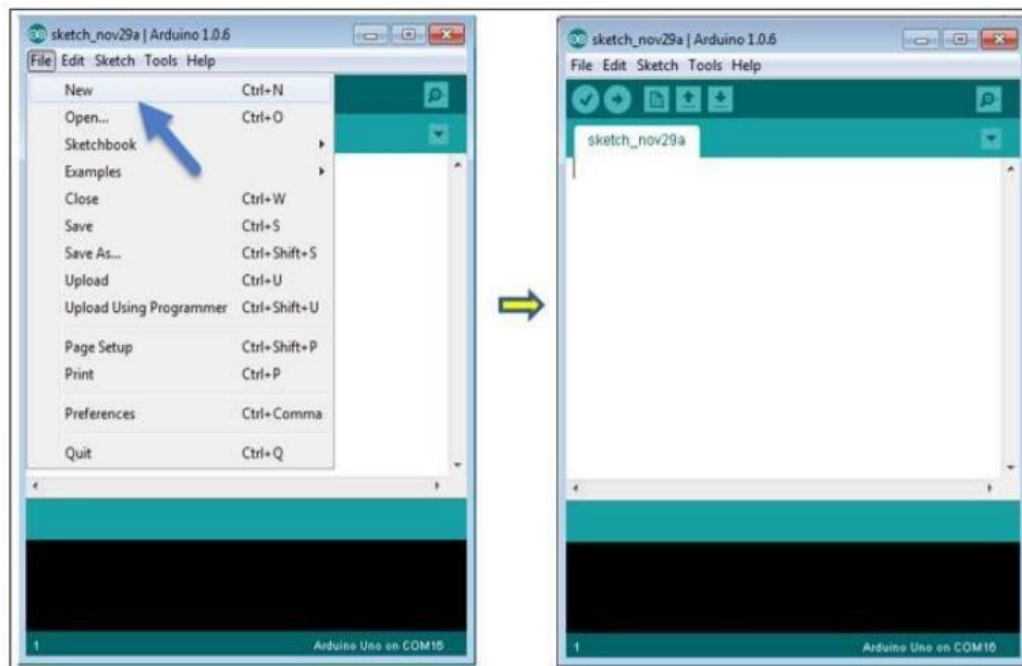 sketch_nov29a | Arduino 1.0.6
File Edit Sketch Tools Help
New Ctrl+N
Open... Ctrl+O
Sketchbook
Examples
Close Ctrl+W
Save Ctrl+S
Save As... Ctrl+Shift+S
Upload Ctrl+U
Upload Using Programmer Ctrl+Shift+U
Page Setup Ctrl+Shift+P
Print Ctrl+P
Preferences Ctrl+Comma
Quit Ctrl+Q
1 Arduino Uno on COM16
sketch_nov29a | Arduino 1.0.6
File Edit Sketch Tools Help
sketch_nov29a
1 Arduino Uno on COM16